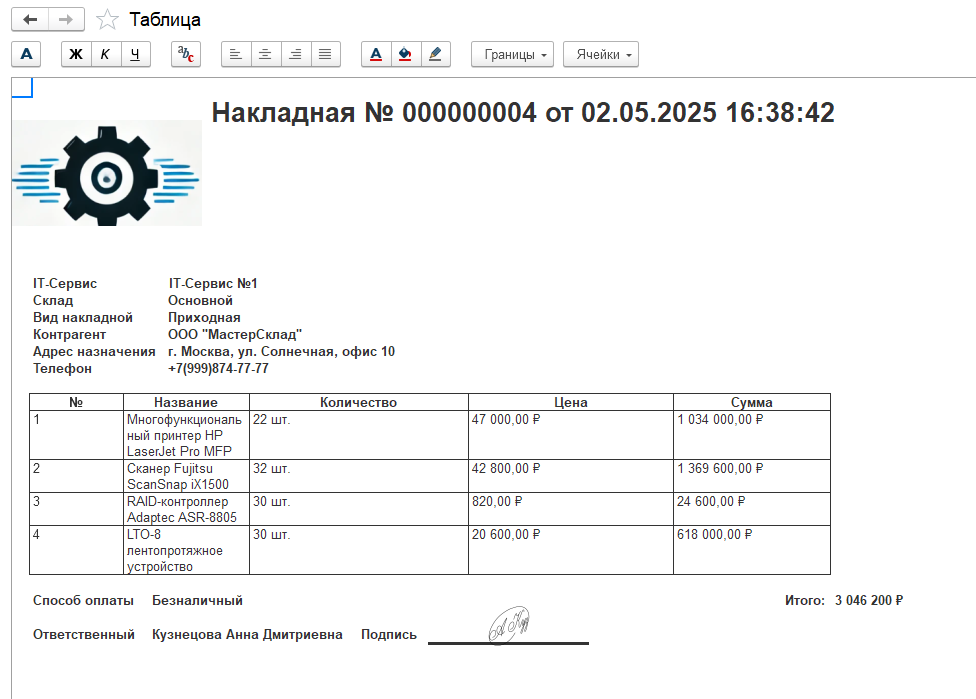 Таблица
А Ж К Ч abc А Границы Ячейки
Накладная № 000000004 от 02.05.2025 16:38:42
IT-Сервис IT-Сервис №1
Склад Основной
Вид накладной Приходная
Контрагент ООО "МастерСклад"
Адрес назначения г. Москва, ул. Солнечная, офис 10
Телефон +7(999)874-77-77
№ Название Количество Цена Сумма
1 Многофункциональ 22 шт. 47 000,00 ₽ 1 034 000,00 ₽
ный принтер HP
LaserJet Pro MFP
2 Сканер Fujitsu 32 шт. 42 800,00 ₽ 1 369 600,00 ₽
ScanSnap iX1500
3 RAID-контроллер 30 шт. 820,00 ₽ 24 600,00 ₽
Adaptec ASR-8805
4 LTO-8 30 шт. 20 600,00 ₽ 618 000,00 ₽
лентопротяжное
устройство
Способ оплаты Безналичный Итого: 3 046 200 ₽
Ответственный Кузнецова Анна Дмитриевна Подпись